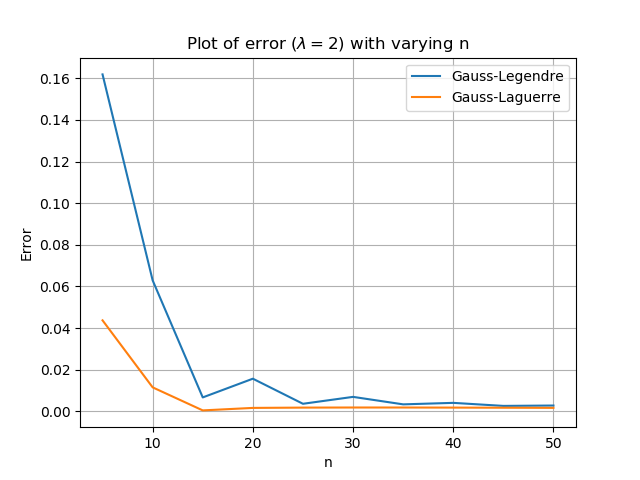 Plot of error (λ = 2) with varying n
Gauss-Legendre
Gauss-Laguerre
Error
0.16
0.14
0.12
0.10
0.08
0.06
0.04
0.02
0.00
10 20 30 40 50
n